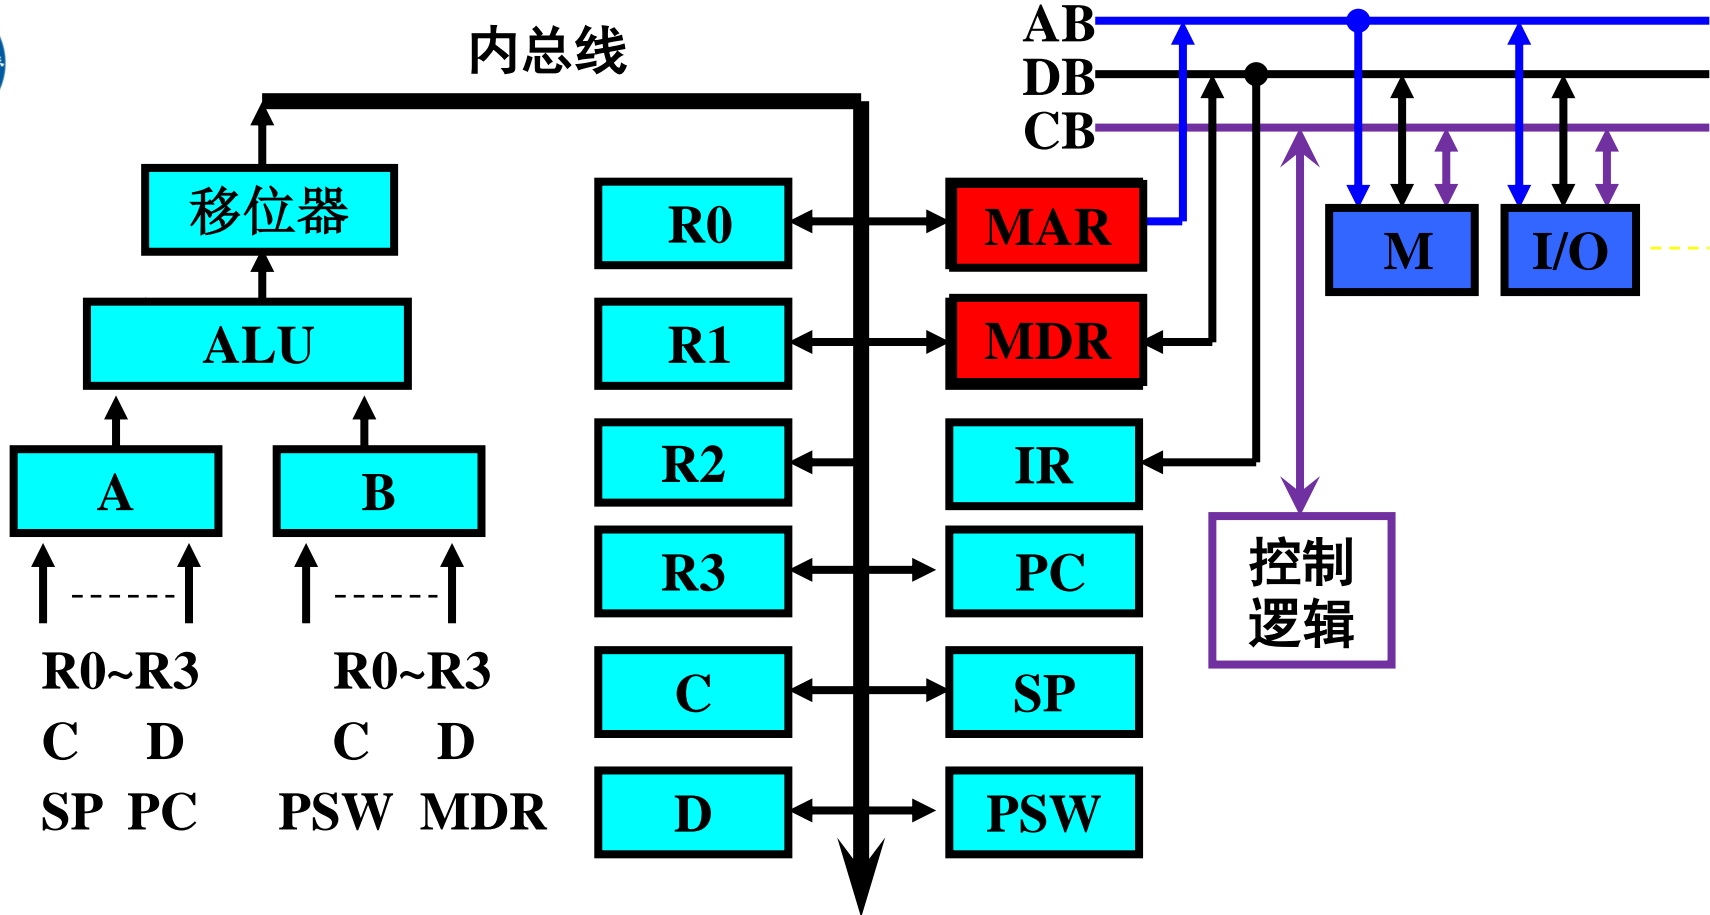 内总线
AB
DB
CB
移位器
ALU
A
B
R0~R3
C D
SP PC
R0~R3
C D
PSW MDR
R0
R1
R2
R3
C
D
MAR
MDR
IR
PC
SP
PSW
M
I/O
控制
逻辑